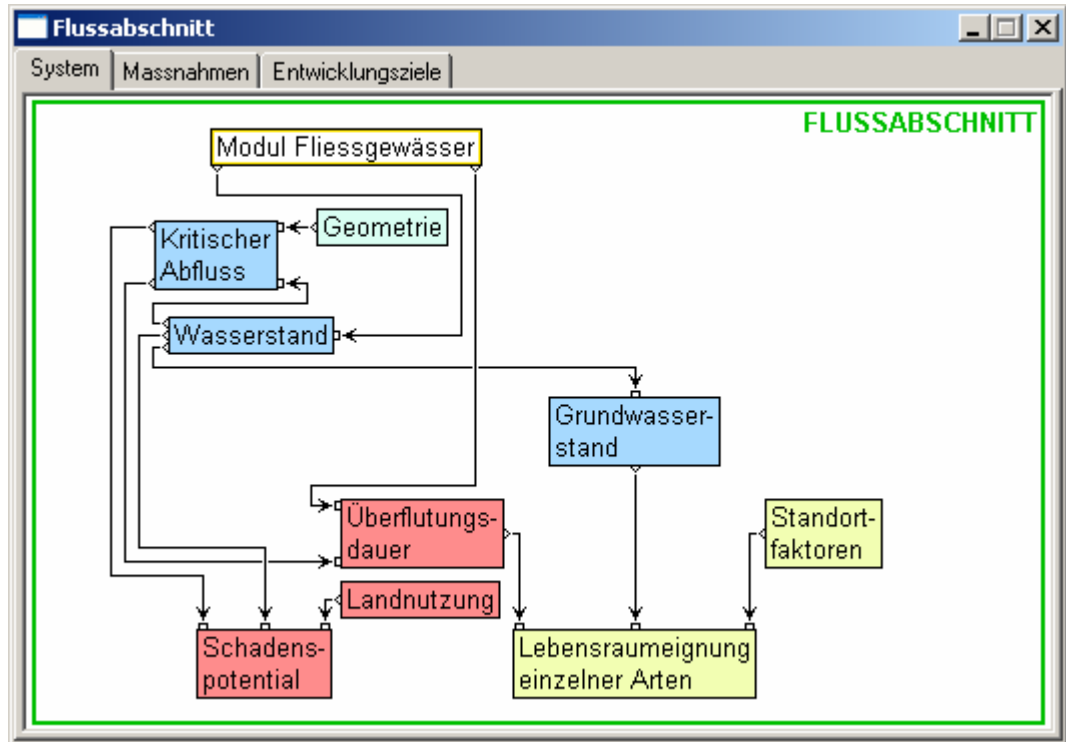 Flussabschnitt
System Massnahmen Entwicklungsziele
FLUSSABSCHNITT
Modul Fliessgewässer
Geometrie
Kritischer
Abfluss
Wasserstand
Grundwasser-
stand
Überflutungs-
dauer
Standort-
faktoren
Landnutzung
Schadens-
potential
Lebensraumeignung
einzelner Arten